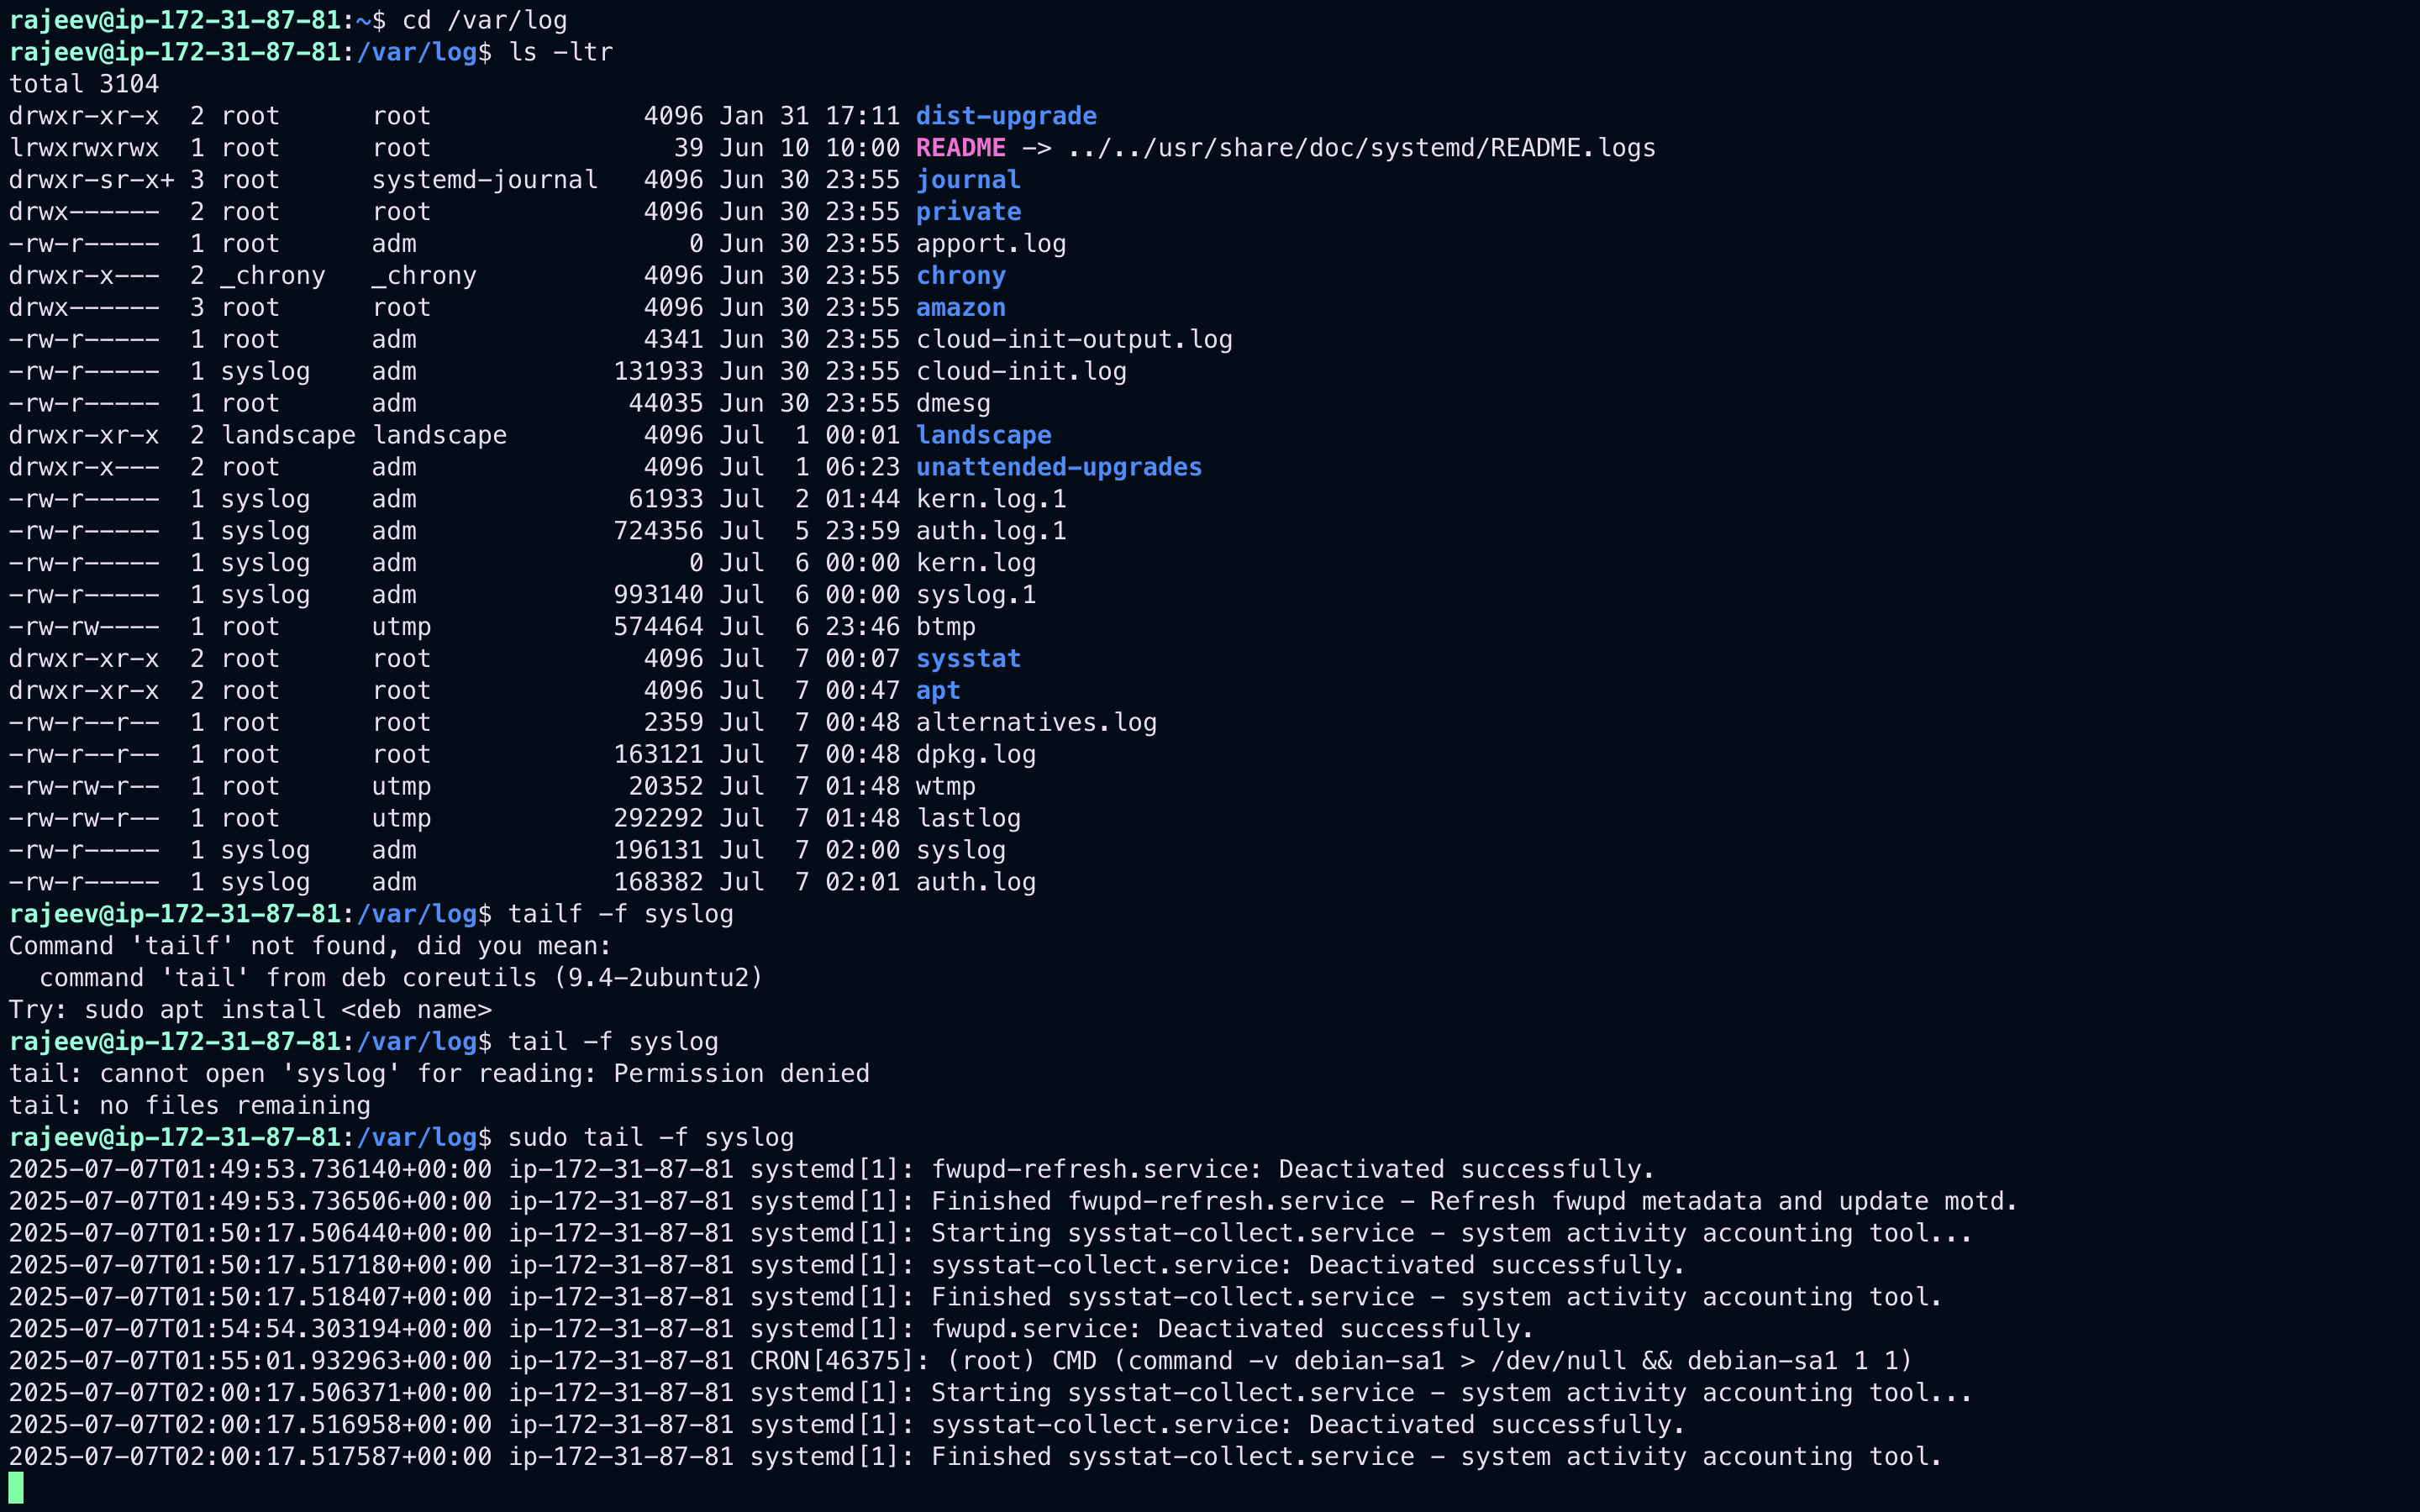 rajeev@ip-172-31-87-81:~$ cd /var/log
rajeev@ip-172-31-87-81:/var/log$ ls -ltr
total 3104
drwxr-xr-x  2 root      root              4096 Jan 31 17:11 dist-upgrade
lrwxrwxrwx  1 root      root                39 Jun 10 10:00 README -> ../../usr/share/doc/systemd/README.logs
drwxr-sr-x+ 3 root      systemd-journal   4096 Jun 30 23:55 journal
drwx------  2 root      root              4096 Jun 30 23:55 private
-rw-r-----  1 root      adm                  0 Jun 30 23:55 apport.log
drwxr-x---  2 _chrony   _chrony           4096 Jun 30 23:55 chrony
drwx------  3 root      root              4096 Jun 30 23:55 amazon
-rw-r-----  1 root      adm               4341 Jun 30 23:55 cloud-init-output.log
-rw-r-----  1 syslog    adm             131933 Jun 30 23:55 cloud-init.log
-rw-r-----  1 root      adm              44035 Jun 30 23:55 dmesg
drwxr-xr-x  2 landscape landscape         4096 Jul  1 00:01 landscape
drwxr-x---  2 root      adm               4096 Jul  1 06:23 unattended-upgrades
-rw-r-----  1 syslog    adm              61933 Jul  2 01:44 kern.log.1
-rw-r-----  1 syslog    adm             724356 Jul  5 23:59 auth.log.1
-rw-r-----  1 syslog    adm                  0 Jul  6 00:00 kern.log
-rw-r-----  1 syslog    adm             993140 Jul  6 00:00 syslog.1
-rw-rw----  1 root      utmp            574464 Jul  6 23:46 btmp
drwxr-xr-x  2 root      root              4096 Jul  7 00:07 sysstat
drwxr-xr-x  2 root      root              4096 Jul  7 00:47 apt
-rw-r--r--  1 root      root              2359 Jul  7 00:48 alternatives.log
-rw-r--r--  1 root      root            163121 Jul  7 00:48 dpkg.log
-rw-rw-r--  1 root      utmp             20352 Jul  7 01:48 wtmp
-rw-rw-r--  1 root      utmp            292292 Jul  7 01:48 lastlog
-rw-r-----  1 syslog    adm             196131 Jul  7 02:00 syslog
-rw-r-----  1 syslog    adm             168382 Jul  7 02:01 auth.log
rajeev@ip-172-31-87-81:/var/log$ tailf -f syslog
Command 'tailf' not found, did you mean:
  command 'tail' from deb coreutils (9.4-2ubuntu2)
Try: sudo apt install <deb name>
rajeev@ip-172-31-87-81:/var/log$ tail -f syslog
tail: cannot open 'syslog' for reading: Permission denied
tail: no files remaining
rajeev@ip-172-31-87-81:/var/log$ sudo tail -f syslog
2025-07-07T01:49:53.736140+00:00 ip-172-31-87-81 systemd[1]: fwupd-refresh.service: Deactivated successfully.
2025-07-07T01:49:53.736506+00:00 ip-172-31-87-81 systemd[1]: Finished fwupd-refresh.service - Refresh fwupd metadata and update motd.
2025-07-07T01:50:17.506440+00:00 ip-172-31-87-81 systemd[1]: Starting sysstat-collect.service - system activity accounting tool...
2025-07-07T01:50:17.517180+00:00 ip-172-31-87-81 systemd[1]: sysstat-collect.service: Deactivated successfully.
2025-07-07T01:50:17.518407+00:00 ip-172-31-87-81 systemd[1]: Finished sysstat-collect.service - system activity accounting tool.
2025-07-07T01:54:54.303194+00:00 ip-172-31-87-81 systemd[1]: fwupd.service: Deactivated successfully.
2025-07-07T01:55:01.932963+00:00 ip-172-31-87-81 CRON[46375]: (root) CMD (command -v debian-sa1 > /dev/null && debian-sa1 1 1)
2025-07-07T02:00:17.506371+00:00 ip-172-31-87-81 systemd[1]: Starting sysstat-collect.service - system activity accounting tool...
2025-07-07T02:00:17.516958+00:00 ip-172-31-87-81 systemd[1]: sysstat-collect.service: Deactivated successfully.
2025-07-07T02:00:17.517587+00:00 ip-172-31-87-81 systemd[1]: Finished sysstat-collect.service - system activity accounting tool.